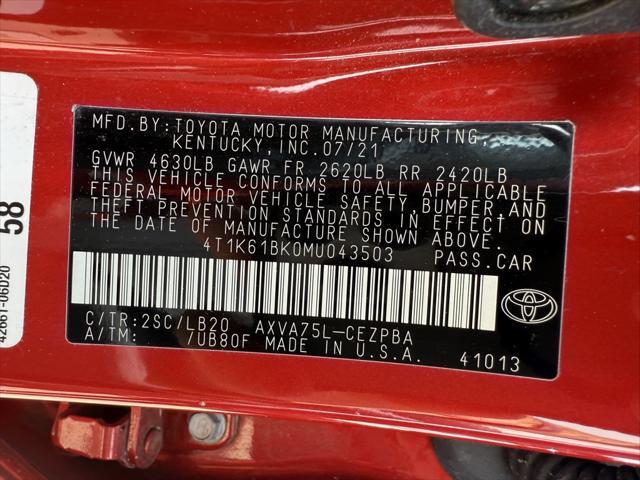 MFD.BY:TOYOTA MOTOR MANUFACTURING,
KENTUCKY,INC.07/21
GVWR 4630LB GAWR FR 2620LB RR 2420LB
THIS VEHICLE CONFORMS TO ALL APPLICABLE
FEDERAL MOTOR VEHICLE SAFETY,BUMPER,AND
THEFT PREVENTION STANDARDS IN EFFECT ON
THE DATE OF MANUFACTURE SHOWN ABOVE.
4T1K61BK0MU043503 PASS.CAR
C/TR:2SC/LB20 AXVA75L-CEZPBA
A/TM: /UB80F MADE IN U.S.A. 41013
58
42661-06D20